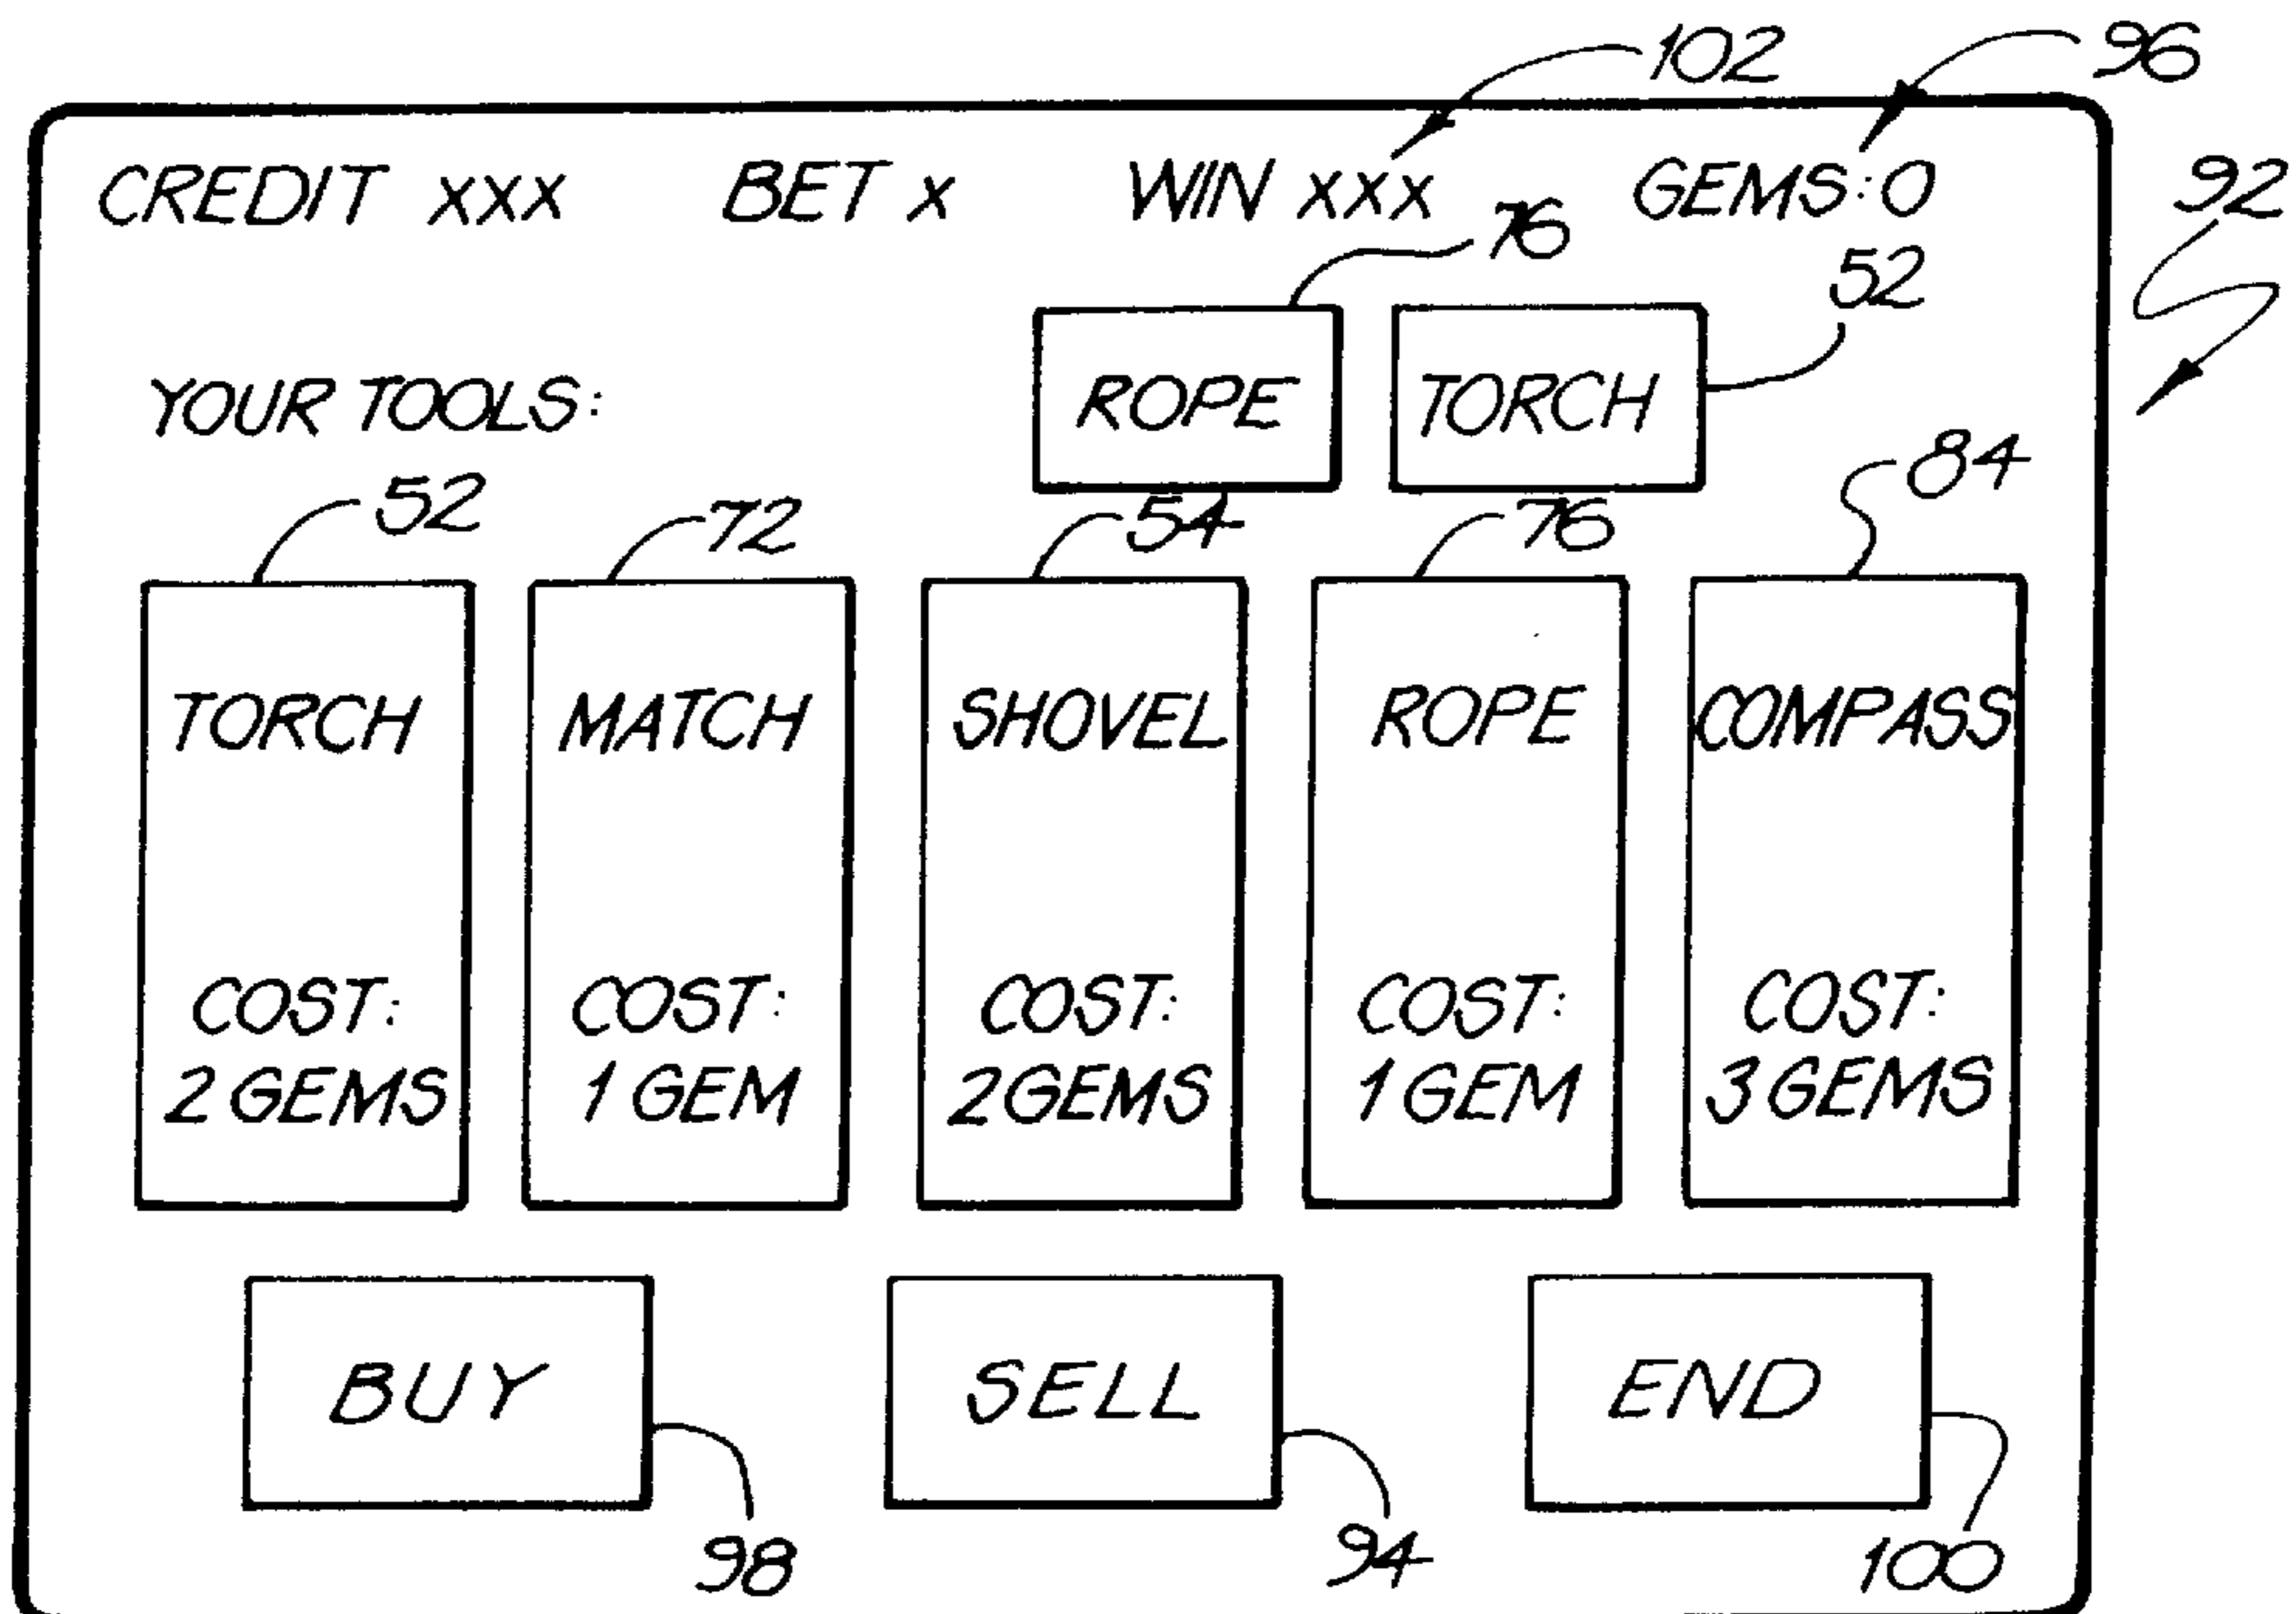 102 96
CREDIT xxx BET x WIN xxx GEMS:0 92
76 52
YOUR TOOLS: ROPE TORCH
52 72 54 76 84
TORCH MATCH SHOVEL ROPE COMPASS
COST: COST: COST: COST: COST:
2 GEMS 1 GEM 2 GEMS 1 GEM 3 GEMS
BUY SELL END
98 94 100